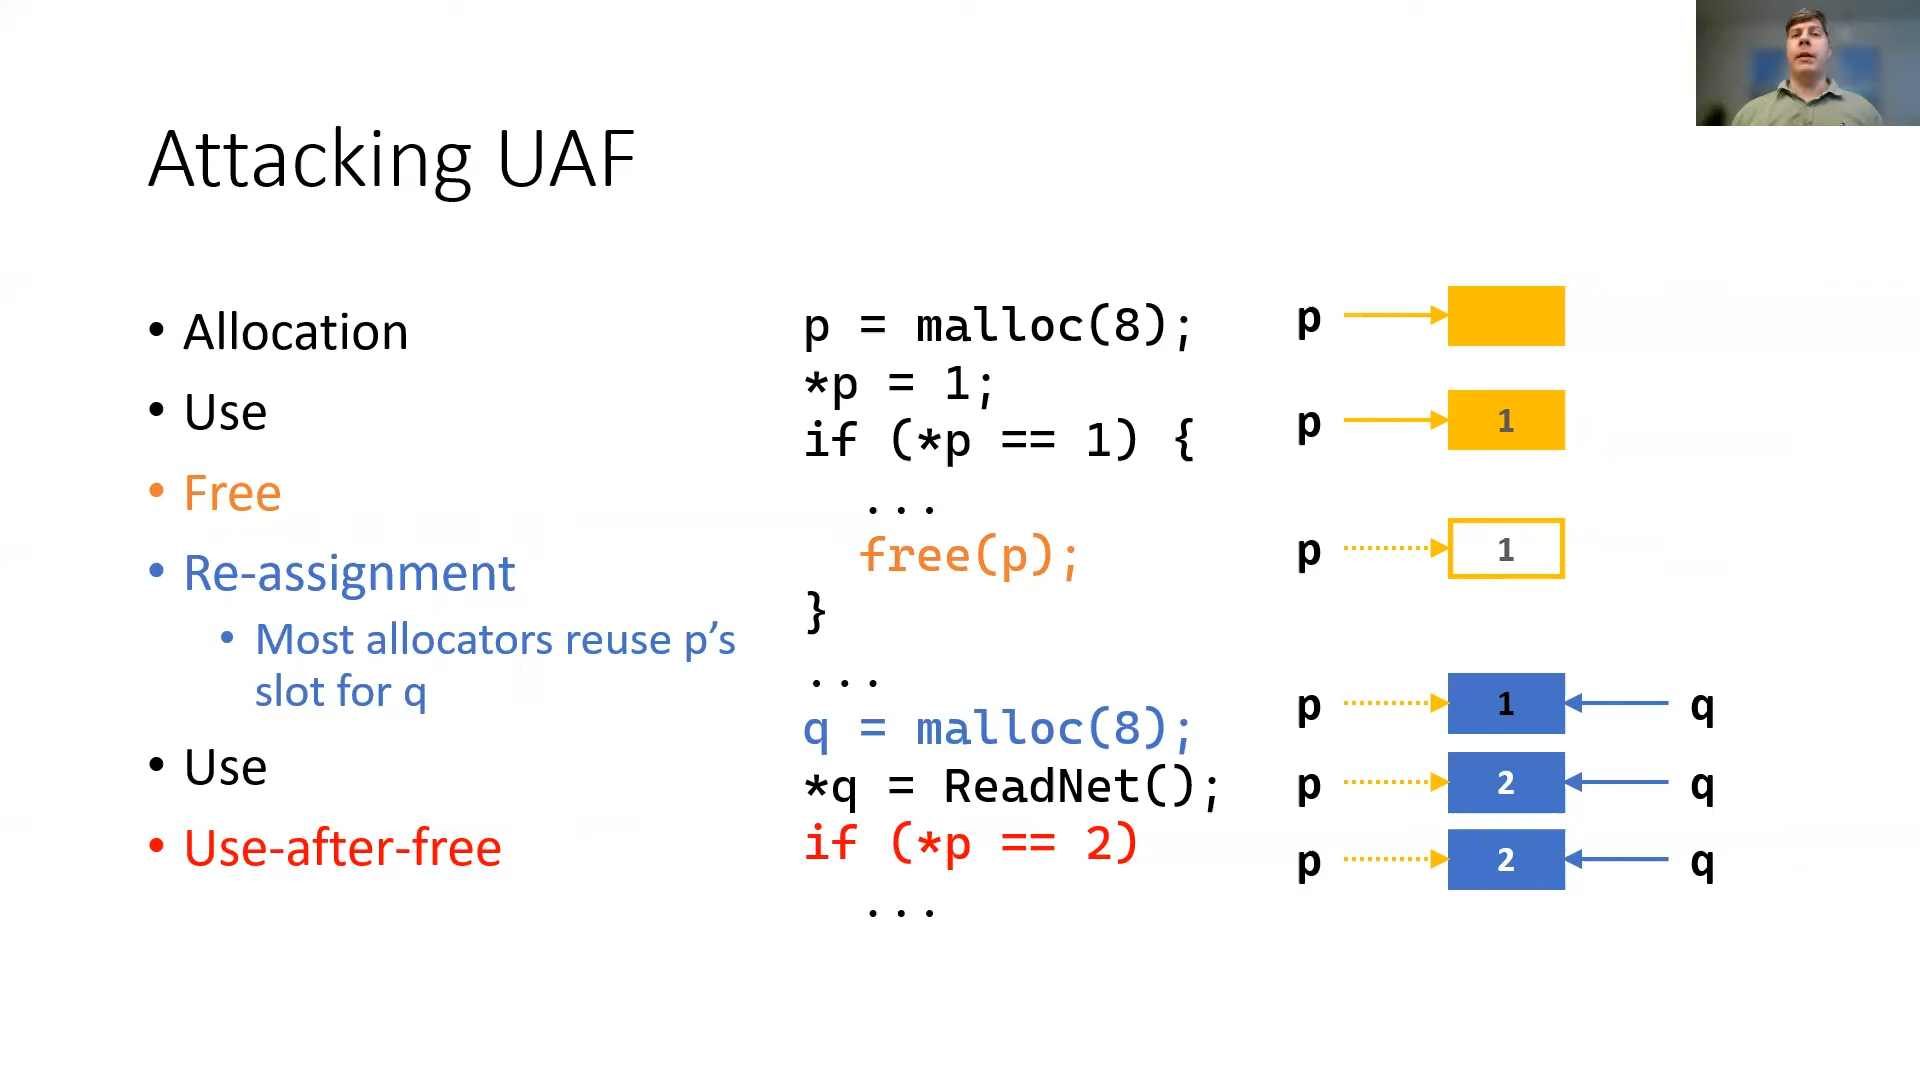 Attacking UAF
• Allocation
• Use
• Free
• Re-assignment
• Most allocators reuse p’s
slot for q
• Use
• Use-after-free
p = malloc(8);
*p = 1;
if (*p == 1) {
...
free(p);
}
...
q = malloc(8);
*q = ReadNet();
if (*p == 2)
...
p
p 1
p 1
p 1 q
p 2 q
p 2 q